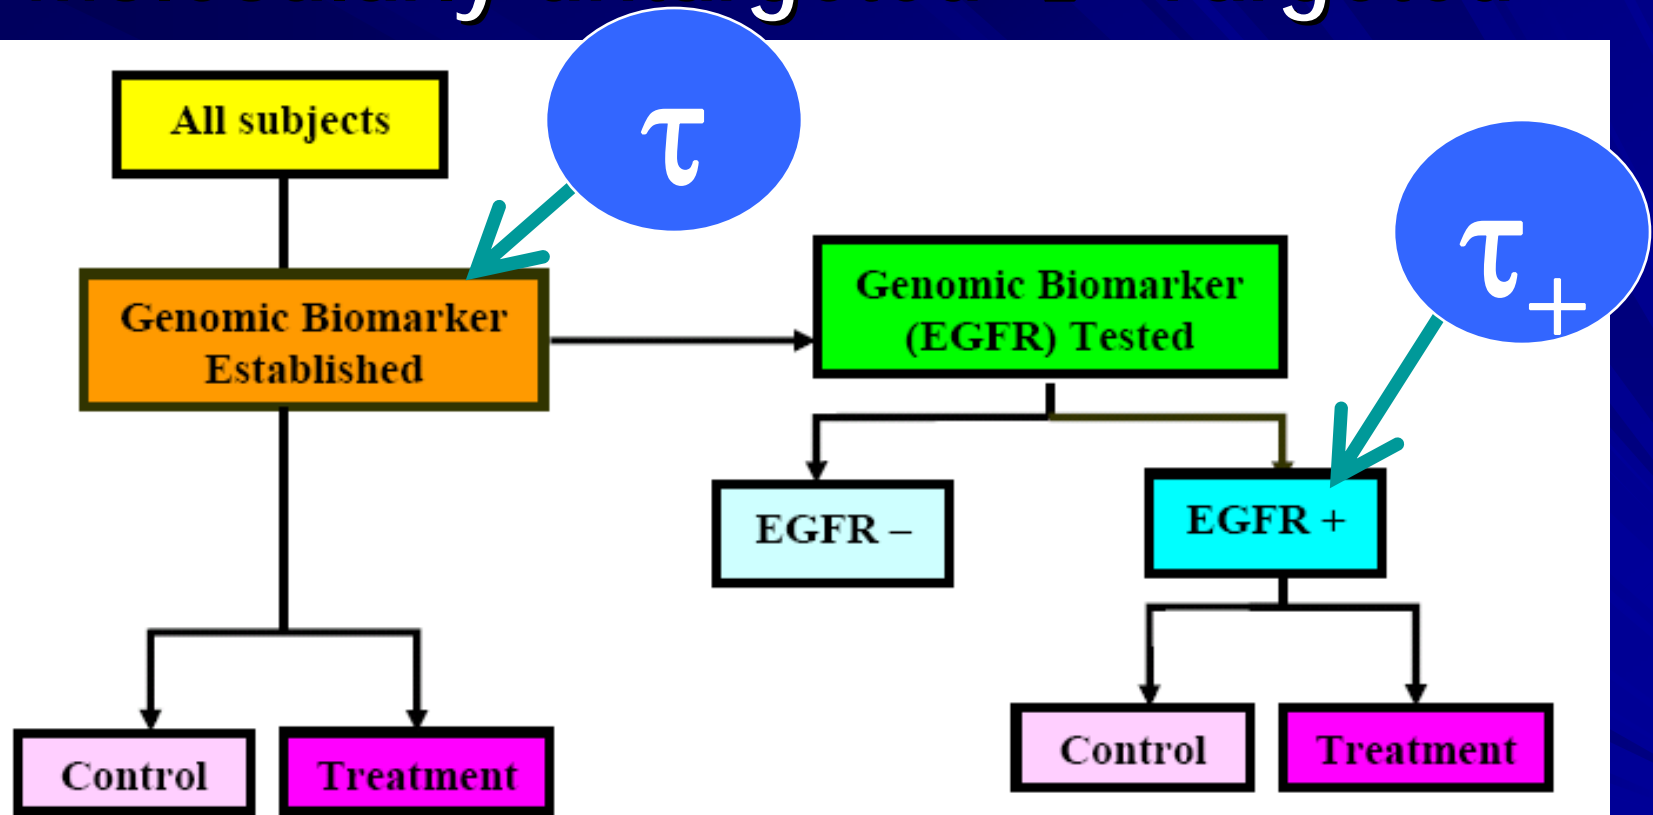 All subjects
τ
τ+
Genomic Biomarker
Established
Genomic Biomarker
(EGFR) Tested
EGFR –
EGFR +
Control
Treatment
Control
Treatment